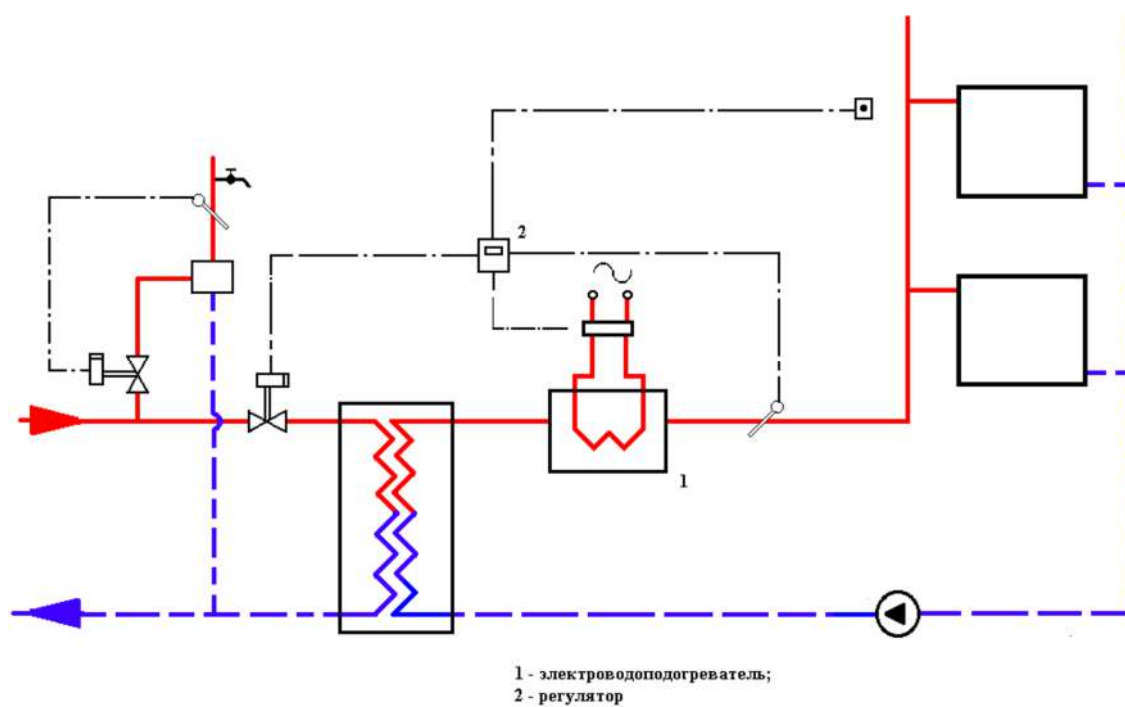 2
1
1 - электроводоподогреватель;
2 - регулятор